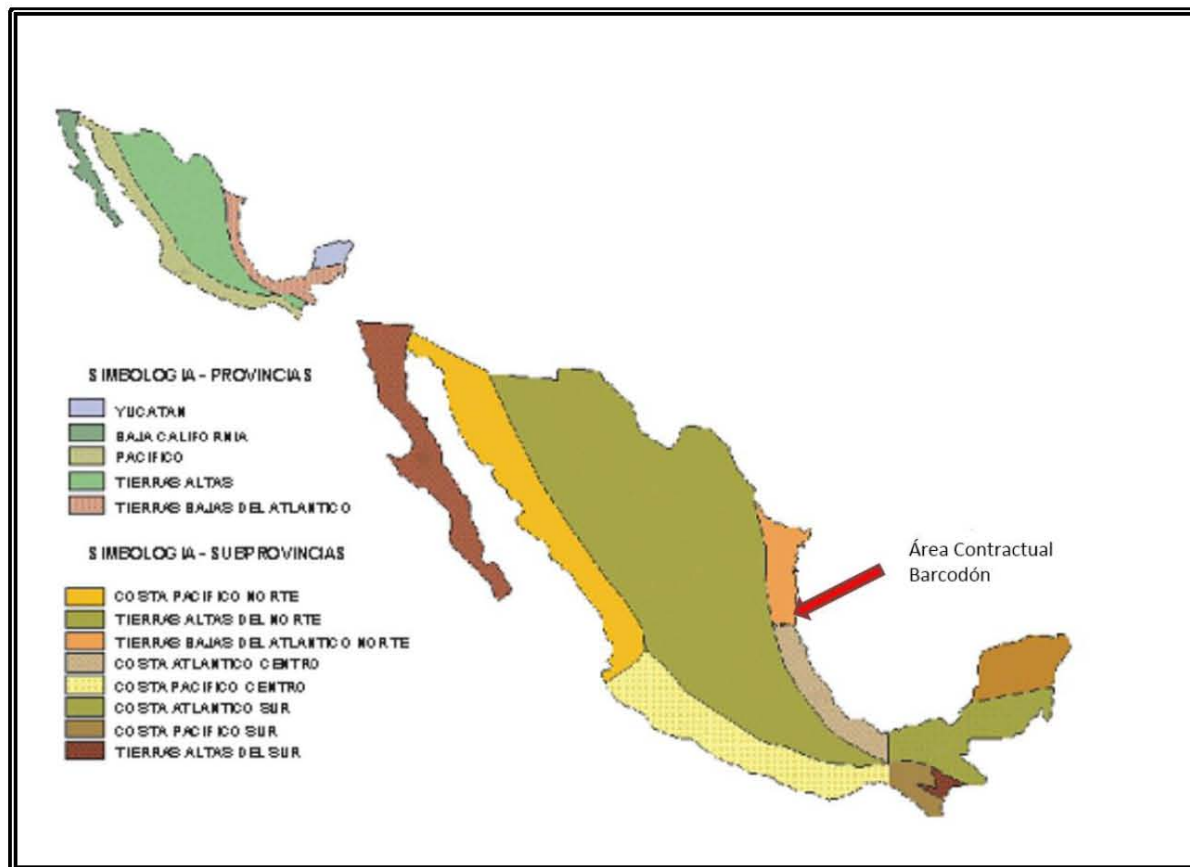 SIMBOLOGIA - PROVINCIAS
YUCATAN
BAJA CALIFORNIA
PACIFICO
TIERRAS ALTAS
TIERRAS BAJAS DEL ATLANTICO
SIMBOLOGIA - SUBPROVINCIAS
COSTA PACIFICO NORTE
TIERRAS ALTAS DEL NORTE
TIERRAS BAJAS DEL ATLANTICO NORTE
COSTA ATLANTICO CENTRO
COSTA PACIFICO CENTRO
COSTA ATLANTICO SUR
COSTA PACIFICO SUR
TIERRAS ALTAS DEL SUR
Área Contractual
Barcodón